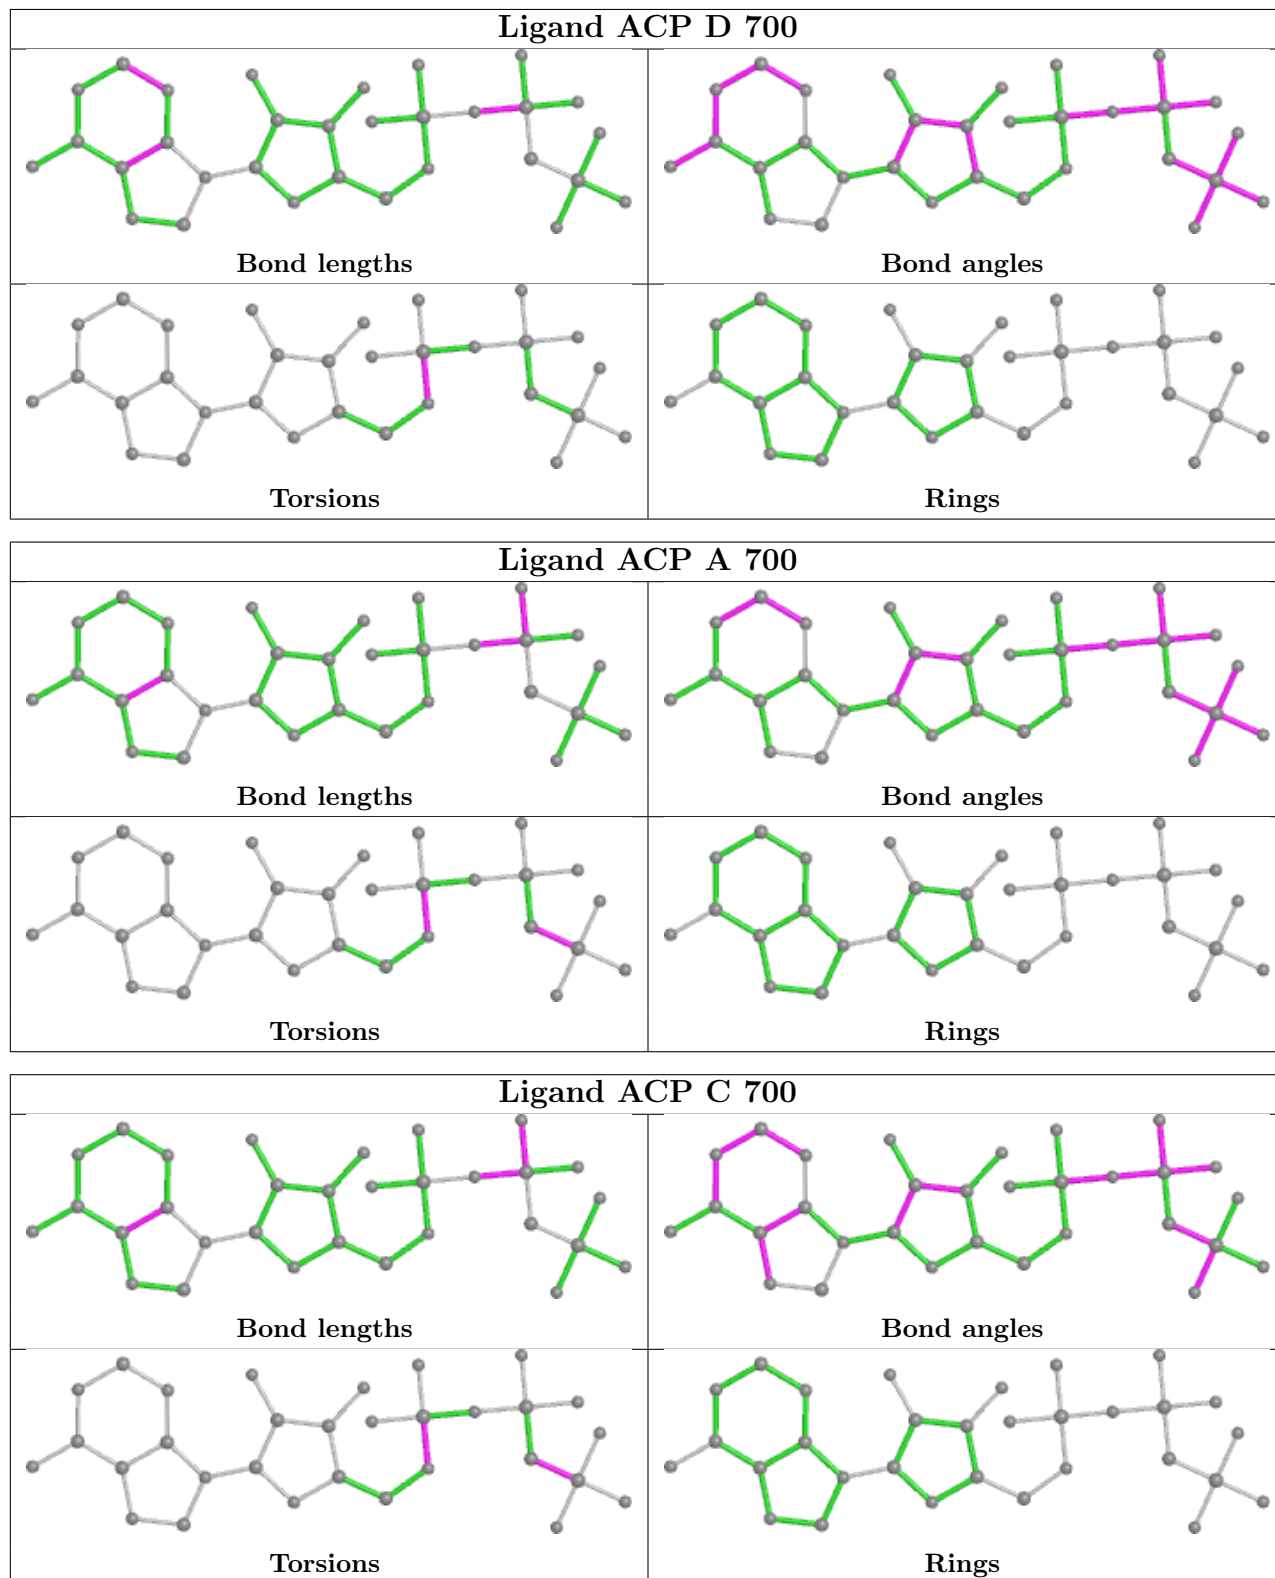 Ligand ACP D 700
Bond lengths
Bond angles
Torsions
Rings
Ligand ACP A 700
Bond lengths
Bond angles
Torsions
Rings
Ligand ACP C 700
Bond lengths
Bond angles
Torsions
Rings